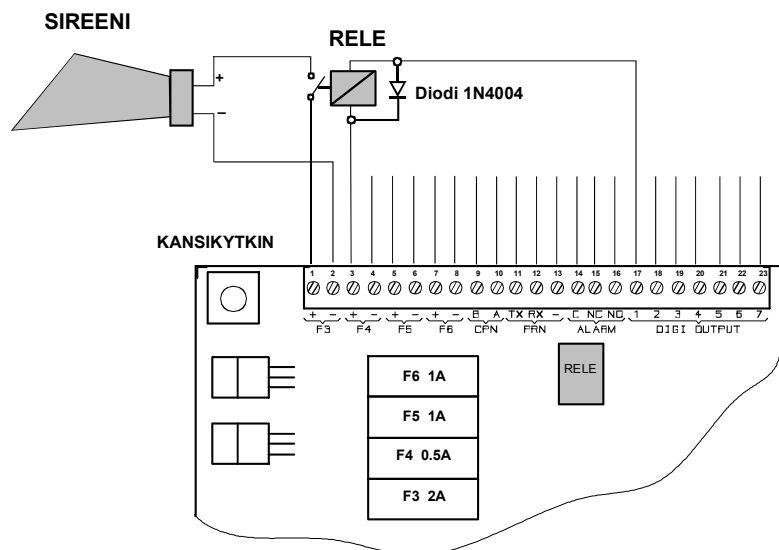 SIREENI
RELE
+
−
Diodi 1N4004
KANSIKYTKIN
1 2 3 4 5 6 7 8 9 10 11 12 13 14 15 16 17 18 19 20 21 22 23
+ − + − + − + − B A TX RX − C NC NO 1 2 3 4 5 6 7
F3 F4 F5 F6 CPN PRN ALARM DIGI OUTPUT
F6 1A
RELE
F5 1A
F4 0.5A
F3 2A